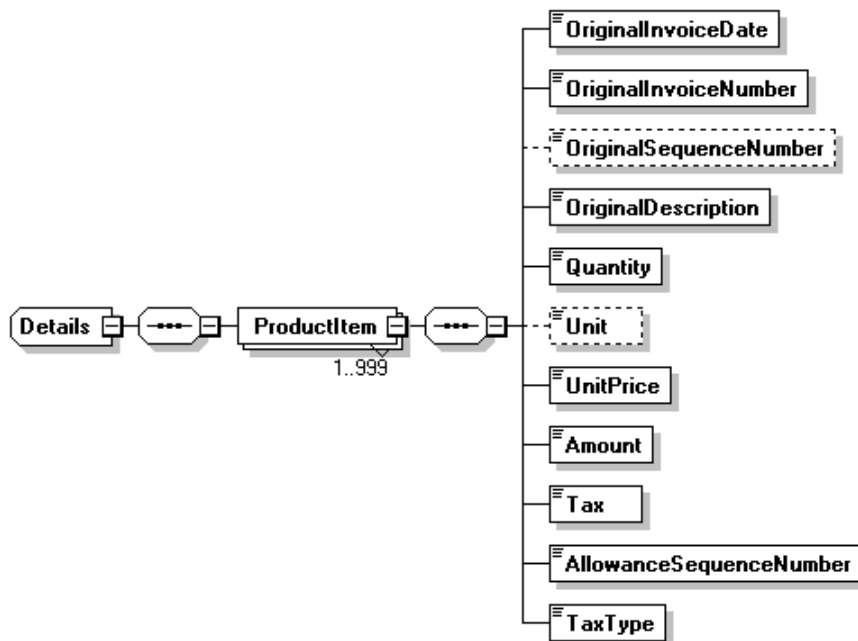 OriginalInvoiceDate
OriginalInvoiceNumber
OriginalSequenceNumber
OriginalDescription
Quantity
Details
ProductItem
1..999
Unit
UnitPrice
Amount
Tax
AllowanceSequenceNumber
TaxType